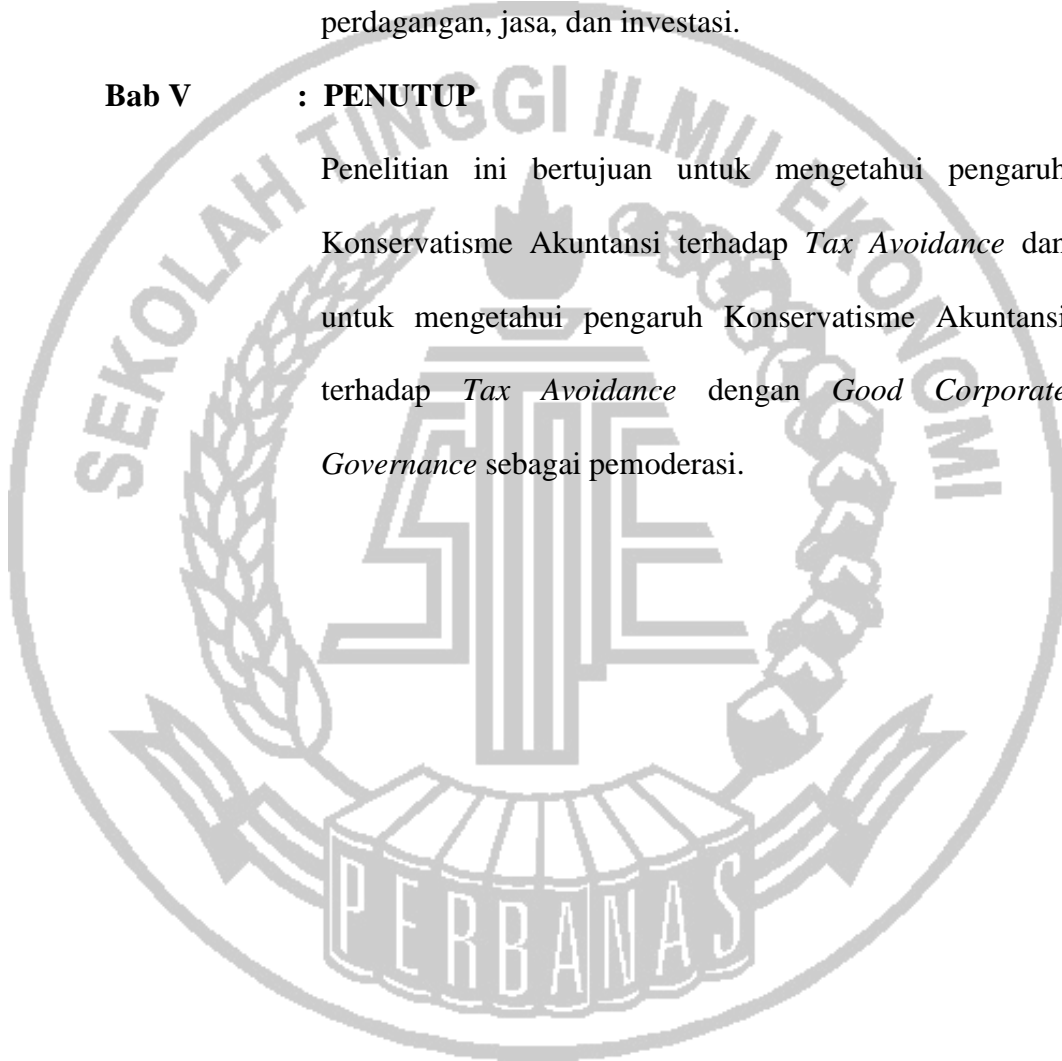 perdagangan, jasa, dan investasi.
Bab V : PENUTUP
Penelitian ini bertujuan untuk mengetahui pengaruh
Konservatisme Akuntansi terhadap Tax Avoidance dan
untuk mengetahui pengaruh Konservatisme Akuntansi
terhadap Tax Avoidance dengan Good Corporate
Governance sebagai pemoderasi.
SEKOLAH TINGGI ILMU EKONOMI
PERBANAS